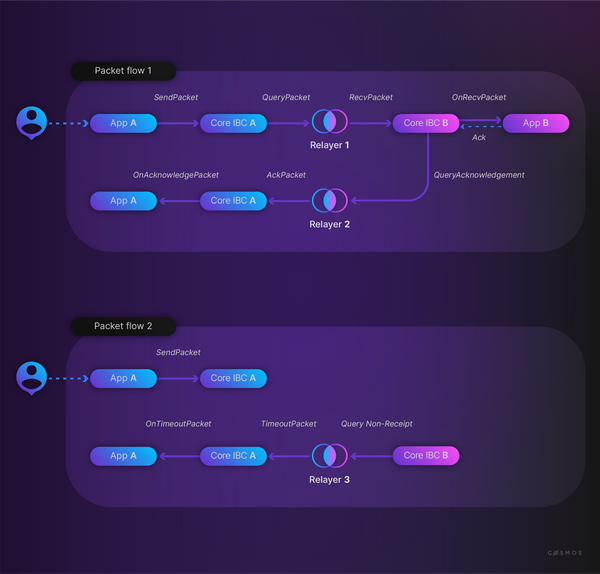 Packet flow 1
SendPacket
QueryPacket
RecvPacket
OnRecvPacket
App A
Core IBC A
Relayer 1
Core IBC B
App B
Ack
OnAcknowledgePacket
AckPacket
QueryAcknowledgement
App A
Core IBC A
Relayer 2
Packet flow 2
SendPacket
App A
Core IBC A
OnTimeoutPacket
TimeoutPacket
Query Non-Receipt
App A
Core IBC A
Relayer 3
Core IBC B
COSMOS